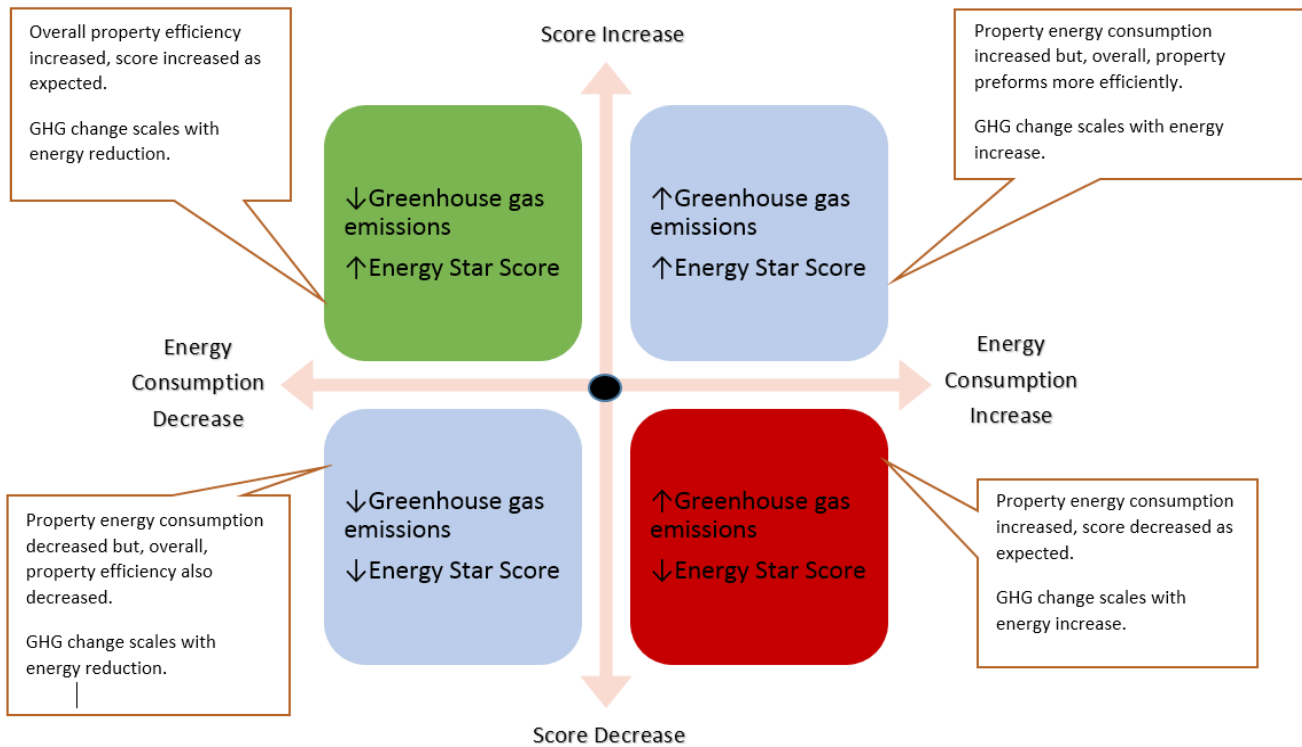 Score Increase
Overall property efficiency
increased, score increased as
expected.
GHG change scales with
energy reduction.
Property energy consumption
increased but, overall, property
preforms more efficiently.
GHG change scales with energy
increase.
↓Greenhouse gas
emissions
↑Energy Star Score
↑Greenhouse gas
emissions
↑Energy Star Score
Energy
Consumption
Decrease
Energy
Consumption
Increase
↓Greenhouse gas
emissions
↓Energy Star Score
↑Greenhouse gas
emissions
↓Energy Star Score
Property energy consumption
decreased but, overall,
property efficiency also
decreased.
GHG change scales with
energy reduction.
Property energy consumption
increased, score decreased as
expected.
GHG change scales with
energy increase.
Score Decrease